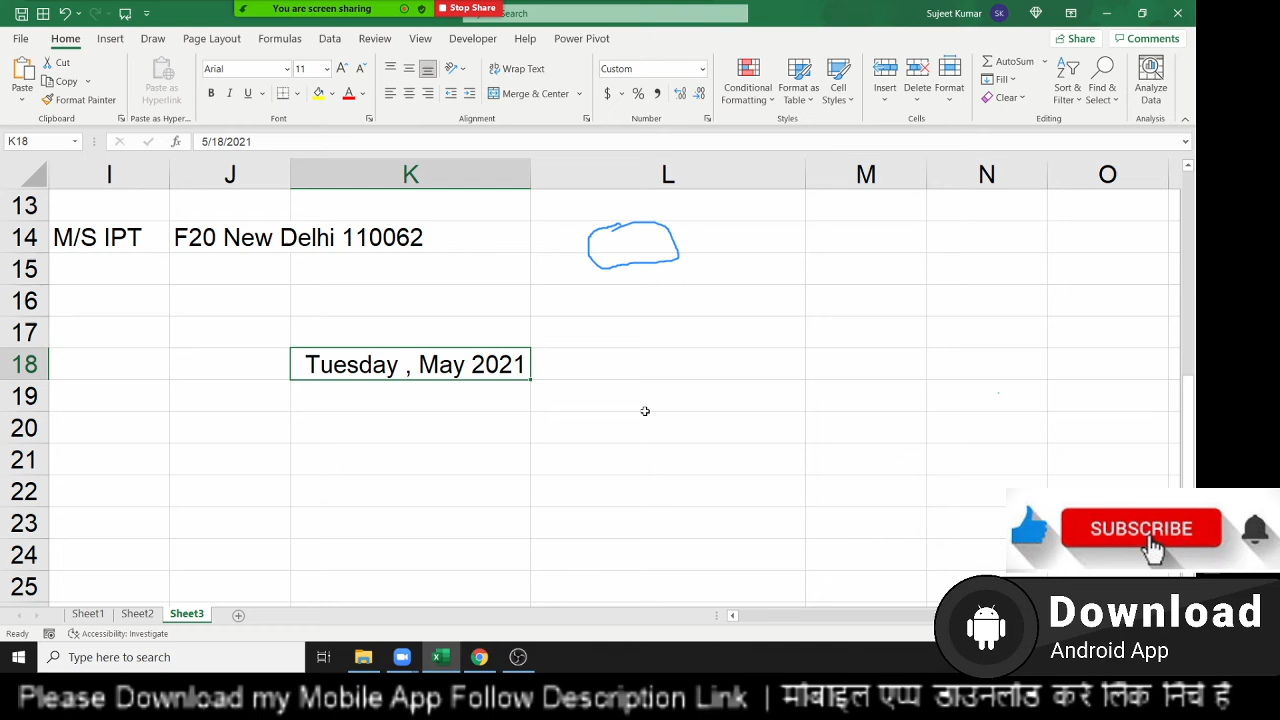 You are screen sharing
Stop Share
Search
Sujeet Kumar
SK
File
Home
Insert
Draw
Page Layout
Formulas
Data
Review
View
Developer
Help
Power Pivot
Share
Comments
Paste
Cut
Copy
Format Painter
Clipboard
Paste as
Hyperlink
Paste as Hyper...
Arial
11
B I U
Font
Wrap Text
Merge & Center
Alignment
Custom
$ % ,
Number
Conditional
Formatting
Format as
Table
Cell
Styles
Styles
Insert
Delete
Format
Cells
AutoSum
Fill
Clear
Sort &
Filter
Find &
Select
Editing
Analyze
Data
Analysis
K18
fx
5/18/2021
I J K L M N O
13
14 M/S IPT F20 New Delhi 110062
15
16
17
18 Tuesday , May 2021
19
20
21
22
23
24
25
SUBSCRIBE
Download
Android App
Sheet1
Sheet2
Sheet3
Ready
Accessibility: Investigate
Type here to search
Please Download my Mobile App Follow Description Link | मोबाइल एप्प डाउनलोड करे लिंक निचे है